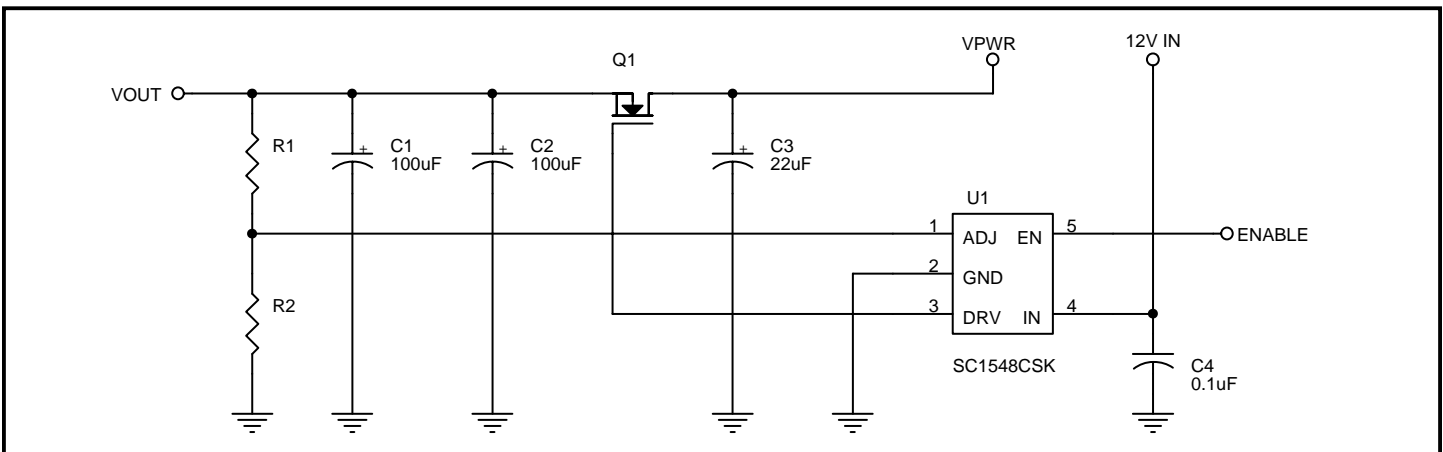 VPWR
12V IN
Q1
VOUT
R1
+
C1
100uF
+
C2
100uF
+
C3
22uF
U1
1
ADJ
EN
5
ENABLE
2
GND
R2
3
DRV
IN
4
SC1548CSK
C4
0.1uF